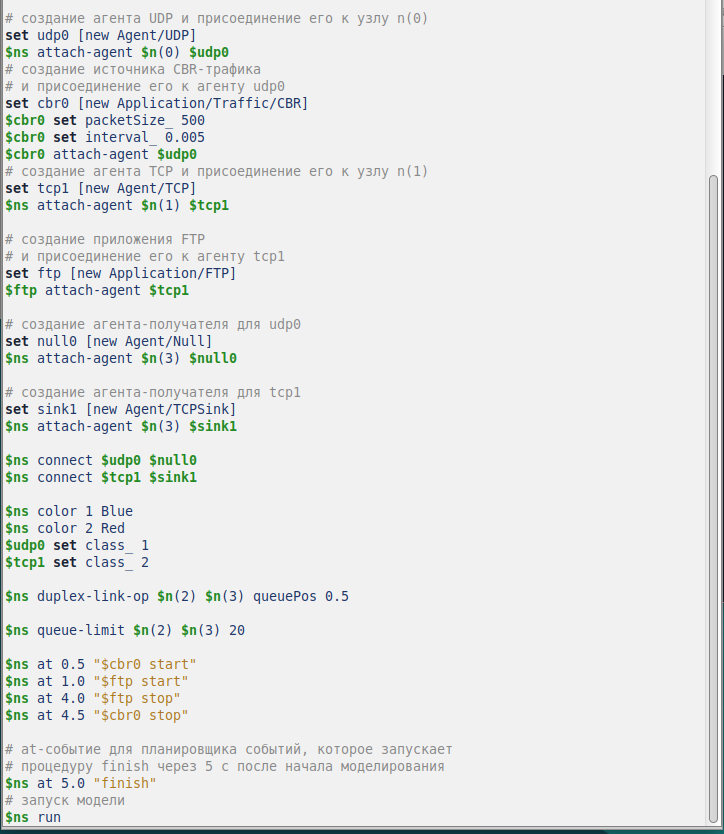 # создание агента UDP и присоединение его к узлу n(0)
set udp0 [new Agent/UDP]
$ns attach-agent $n(0) $udp0
# создание источника CBR-трафика
# и присоединение его к агенту udp0
set cbr0 [new Application/Traffic/CBR]
$cbr0 set packetSize_ 500
$cbr0 set interval_ 0.005
$cbr0 attach-agent $udp0
# создание агента TCP и присоединение его к узлу n(1)
set tcp1 [new Agent/TCP]
$ns attach-agent $n(1) $tcp1
# создание приложения FTP
# и присоединение его к агенту tcp1
set ftp [new Application/FTP]
$ftp attach-agent $tcp1
# создание агента-получателя для udp0
set null0 [new Agent/Null]
$ns attach-agent $n(3) $null0
# создание агента-получателя для tcp1
set sink1 [new Agent/TCPSink]
$ns attach-agent $n(3) $sink1
$ns connect $udp0 $null0
$ns connect $tcp1 $sink1
$ns color 1 Blue
$ns color 2 Red
$udp0 set class_ 1
$tcp1 set class_ 2
$ns duplex-link-op $n(2) $n(3) queuePos 0.5
$ns queue-limit $n(2) $n(3) 20
$ns at 0.5 "$cbr0 start"
$ns at 1.0 "$ftp start"
$ns at 4.0 "$ftp stop"
$ns at 4.5 "$cbr0 stop"
# at-событие для планировщика событий, которое запускает
# процедуру finish через 5 с после начала моделирования
$ns at 5.0 "finish"
# запуск модели
$ns run